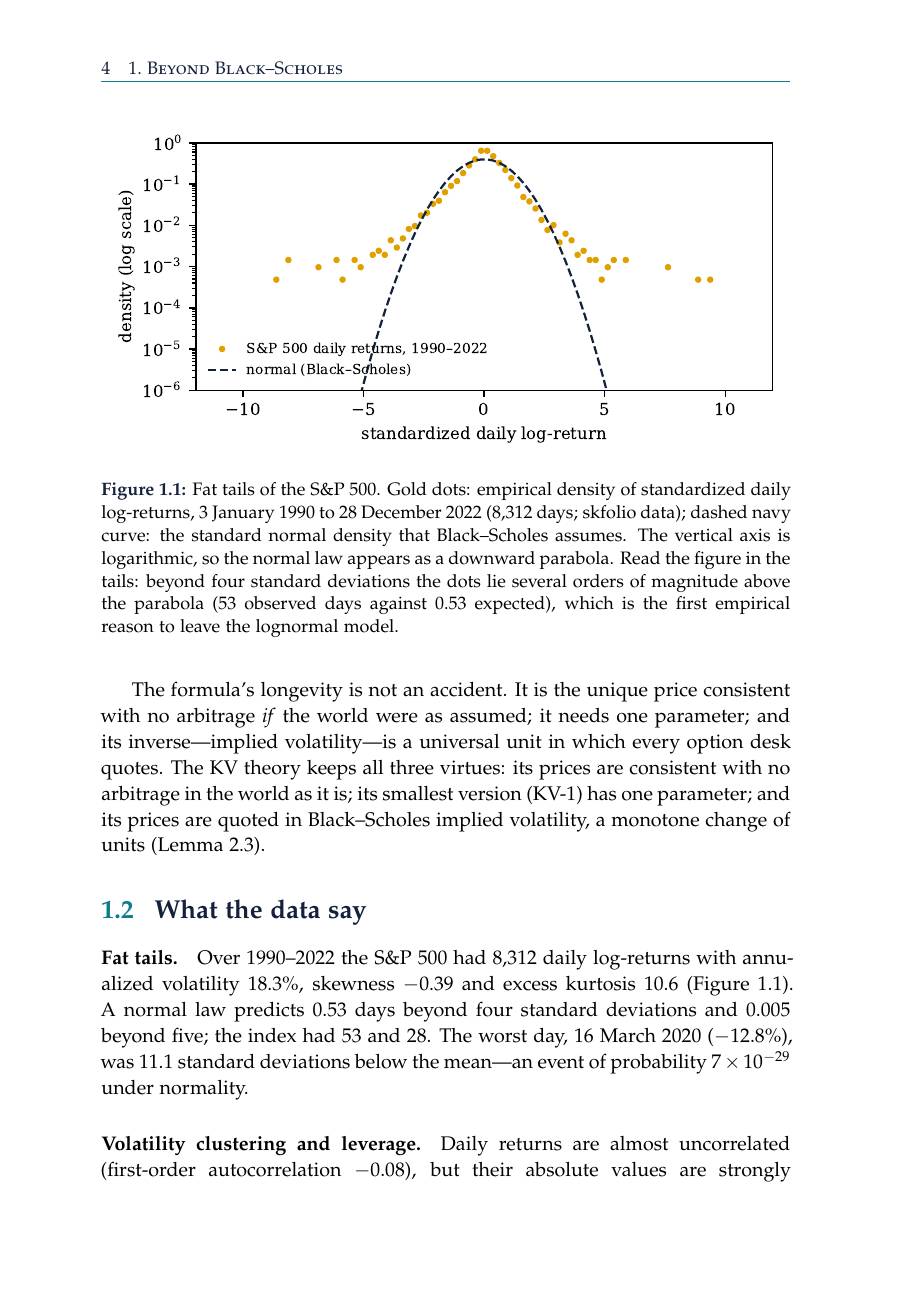 4 1. Beyond Black–Scholes
10^0
10^−1
10^−2
10^−3
10^−4
10^−5
10^−6
density (log scale)
S&P 500 daily returns, 1990–2022
normal (Black–Scholes)
−10 −5 0 5 10
standardized daily log-return
Figure 1.1: Fat tails of the S&P 500. Gold dots: empirical density of standardized daily
log-returns, 3 January 1990 to 28 December 2022 (8,312 days; skfolio data); dashed navy
curve: the standard normal density that Black–Scholes assumes. The vertical axis is
logarithmic, so the normal law appears as a downward parabola. Read the figure in the
tails: beyond four standard deviations the dots lie several orders of magnitude above
the parabola (53 observed days against 0.53 expected), which is the first empirical
reason to leave the lognormal model.
The formula's longevity is not an accident. It is the unique price consistent
with no arbitrage if the world were as assumed; it needs one parameter; and
its inverse—implied volatility—is a universal unit in which every option desk
quotes. The KV theory keeps all three virtues: its prices are consistent with no
arbitrage in the world as it is; its smallest version (KV-1) has one parameter; and
its prices are quoted in Black–Scholes implied volatility, a monotone change of
units (Lemma 2.3).
1.2 What the data say
Fat tails. Over 1990–2022 the S&P 500 had 8,312 daily log-returns with annu-
alized volatility 18.3%, skewness −0.39 and excess kurtosis 10.6 (Figure 1.1).
A normal law predicts 0.53 days beyond four standard deviations and 0.005
beyond five; the index had 53 and 28. The worst day, 16 March 2020 (−12.8%),
was 11.1 standard deviations below the mean—an event of probability 7 × 10^−29
under normality.
Volatility clustering and leverage. Daily returns are almost uncorrelated
(first-order autocorrelation −0.08), but their absolute values are strongly